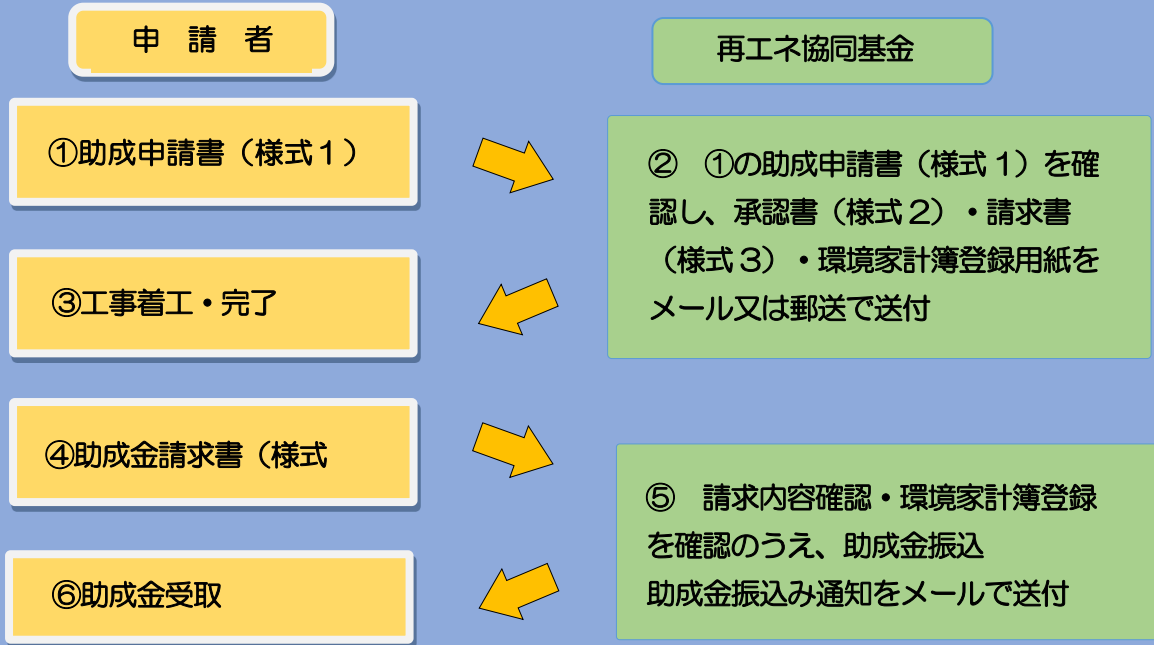 申 請 者
再エネ協同基金
①助成申請書（様式１）
② ①の助成申請書（様式１）を確
認し、承認書（様式２）・請求書
（様式３）・環境家計簿登録用紙を
メール又は郵送で送付
③工事着工・完了
④助成金請求書（様式
⑤ 請求内容確認・環境家計簿登録
を確認のうえ、助成金振込
助成金振込み通知をメールで送付
⑥助成金受取